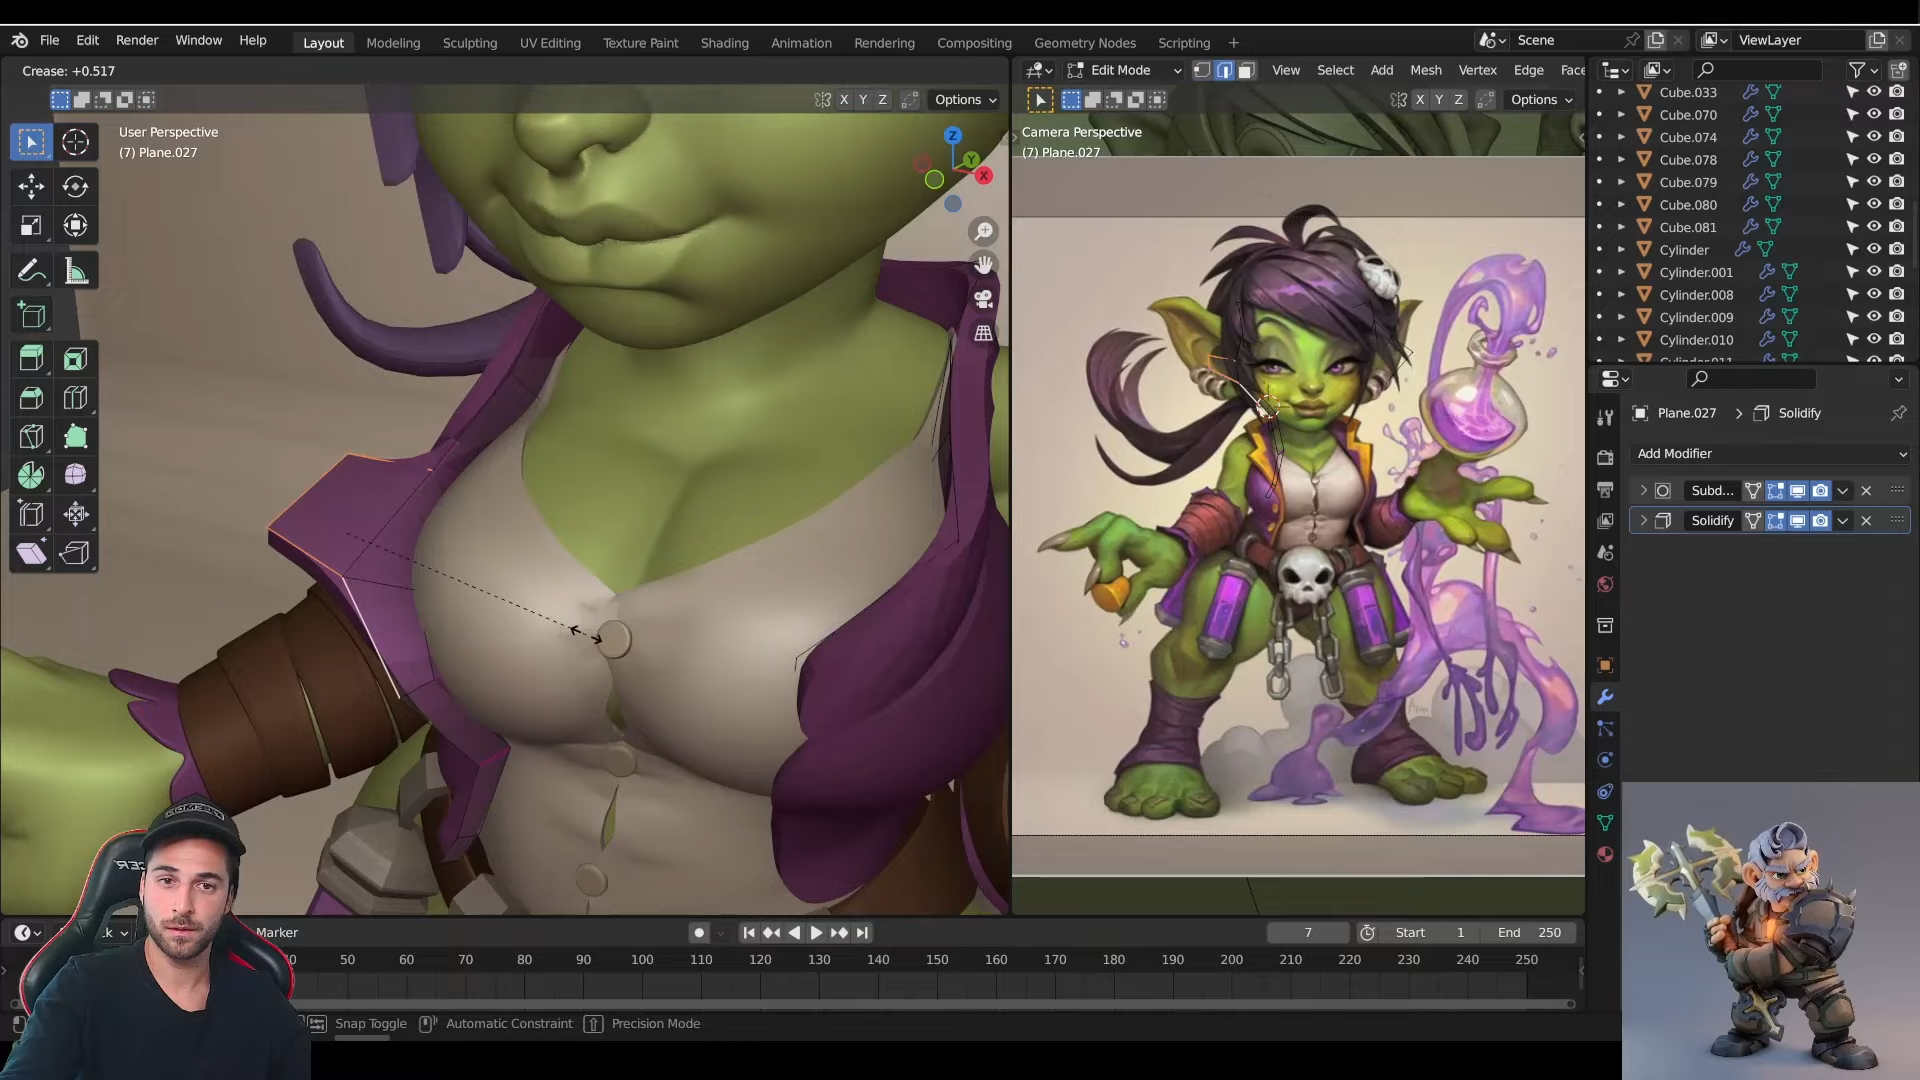 File Edit Render Window Help Layout Modeling Sculpting UV Editing Texture Paint Shading Animation Rendering Compositing Geometry Nodes Scripting + Scene ViewLayer
Crease: +0.517
Edit Mode View Select Add Mesh Vertex Edge Face
X Y Z Options
X Y Z Options
User Perspective
(7) Plane.027
Z Y X
Camera Perspective
(7) Plane.027
Cube.033
Cube.070
Cube.074
Cube.078
Cube.079
Cube.080
Cube.081
Cylinder
Cylinder.001
Cylinder.008
Cylinder.009
Cylinder.010
Cylinder.011
Plane.027 > Solidify
Add Modifier
Subd...
Solidify
Marker
7 Start 1 End 250
50 60 70 80 90 100 110 120 130 140 150 160 170 180 190 200 210 220 230 240 250
Snap Toggle Automatic Constraint Precision Mode